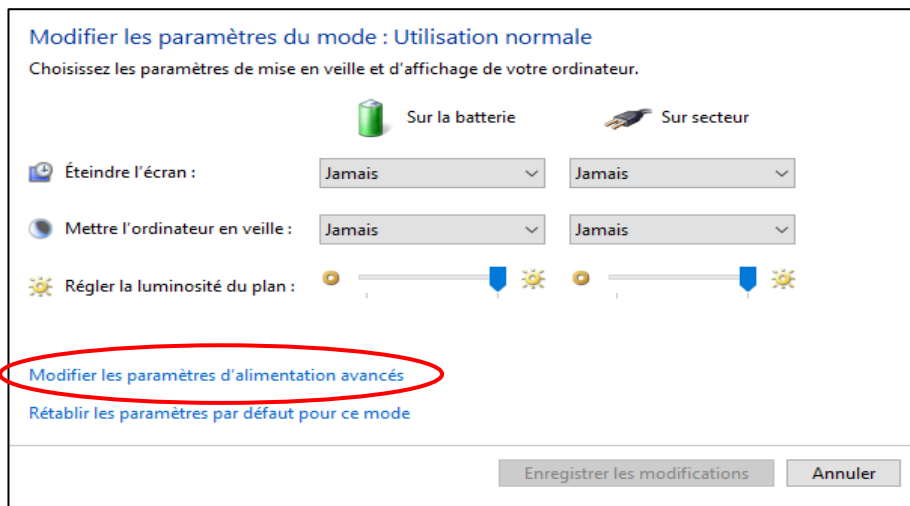 Modifier les paramètres du mode : Utilisation normale
Choisissez les paramètres de mise en veille et d'affichage de votre ordinateur.
Sur la batterie Sur secteur
Éteindre l'écran : Jamais Jamais
Mettre l'ordinateur en veille : Jamais Jamais
Régler la luminosité du plan :
Modifier les paramètres d'alimentation avancés
Rétablir les paramètres par défaut pour ce mode
Enregistrer les modifications Annuler